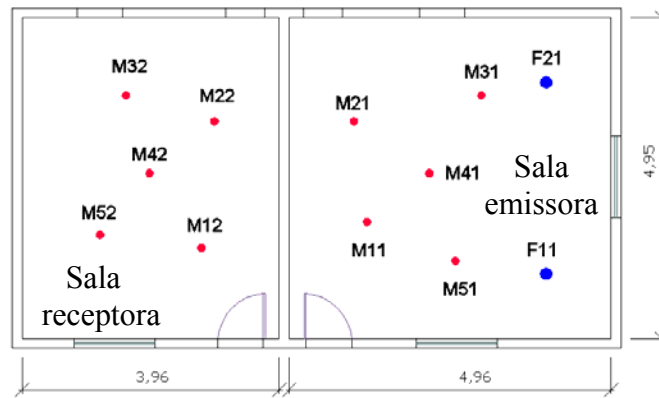 M32
M22
M42
M52
M12
Sala
receptora
F21
M31
M21
M41
Sala
emissora
M11
M51
F11
4,95
3,96
4,96